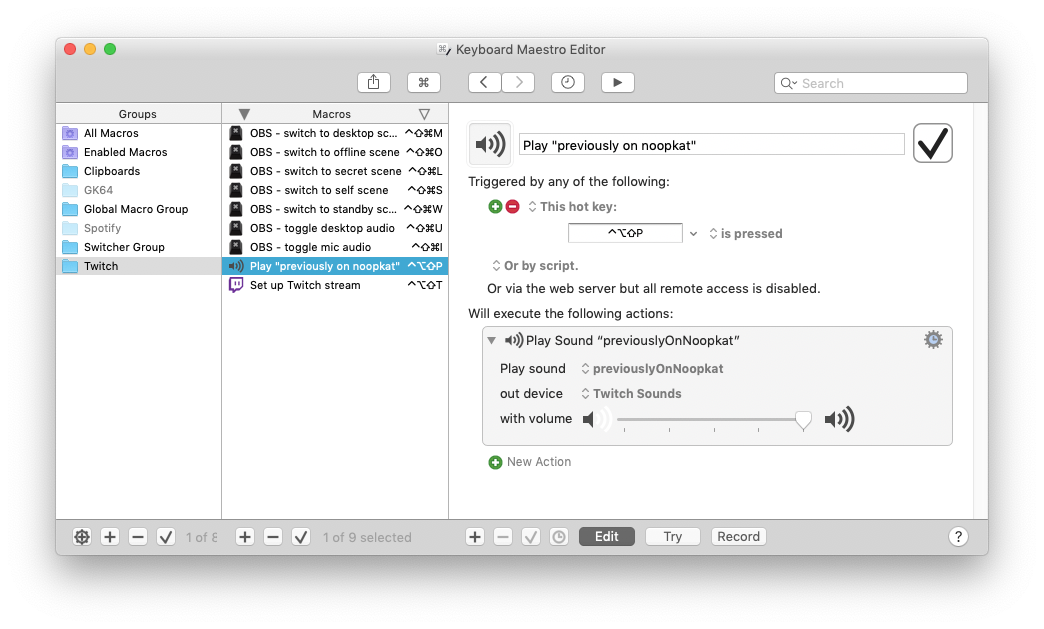 Keyboard Maestro Editor
Search
Groups
All Macros
Enabled Macros
Clipboards
GK64
Global Macro Group
Spotify
Switcher Group
Twitch
Macros
OBS - switch to desktop sc... ⌃⇧⌘M
OBS - switch to offline scene ⌃⇧⌘O
OBS - switch to secret scene ⌃⇧⌘L
OBS - switch to self scene ⌃⇧⌘S
OBS - switch to standby sc... ⌃⇧⌘W
OBS - toggle desktop audio ⌃⇧⌘U
OBS - toggle mic audio ⌃⇧⌘I
Play "previously on noopkat" ⌃⌥⇧P
Set up Twitch stream ⌃⌥⇧T
Play "previously on noopkat"
Triggered by any of the following:
This hot key:
⌃⌥⇧P is pressed
Or by script.
Or via the web server but all remote access is disabled.
Will execute the following actions:
Play Sound “previouslyOnNoopkat”
Play sound previouslyOnNoopkat
out device Twitch Sounds
with volume
New Action
1 of 8
1 of 9 selected
Edit Try Record ?